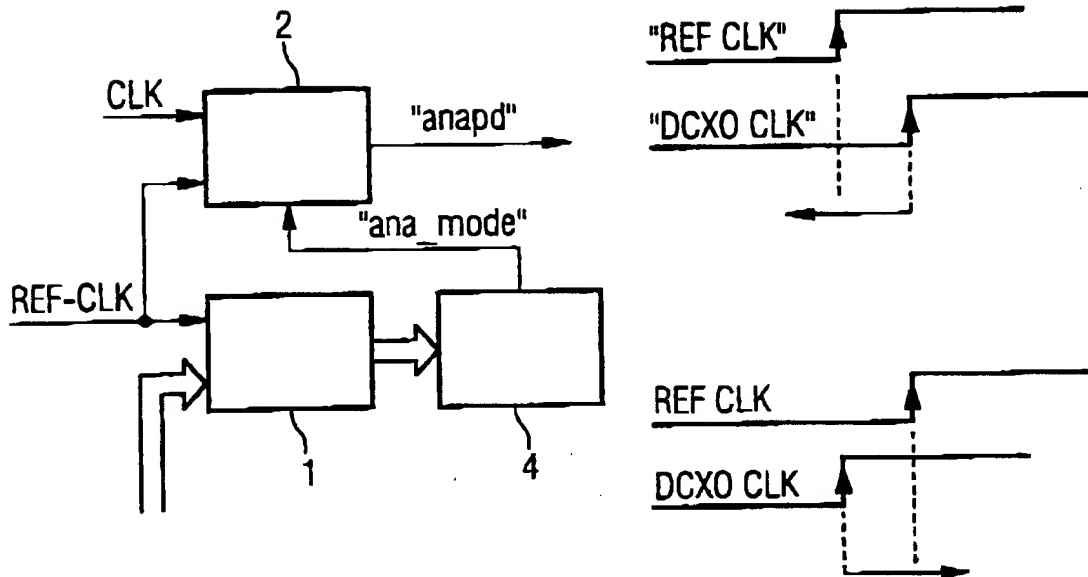 2
CLK
"anapd"
"ana_mode"
REF-CLK
1
4
"REF CLK"
"DCXO CLK"
REF CLK
DCXO CLK